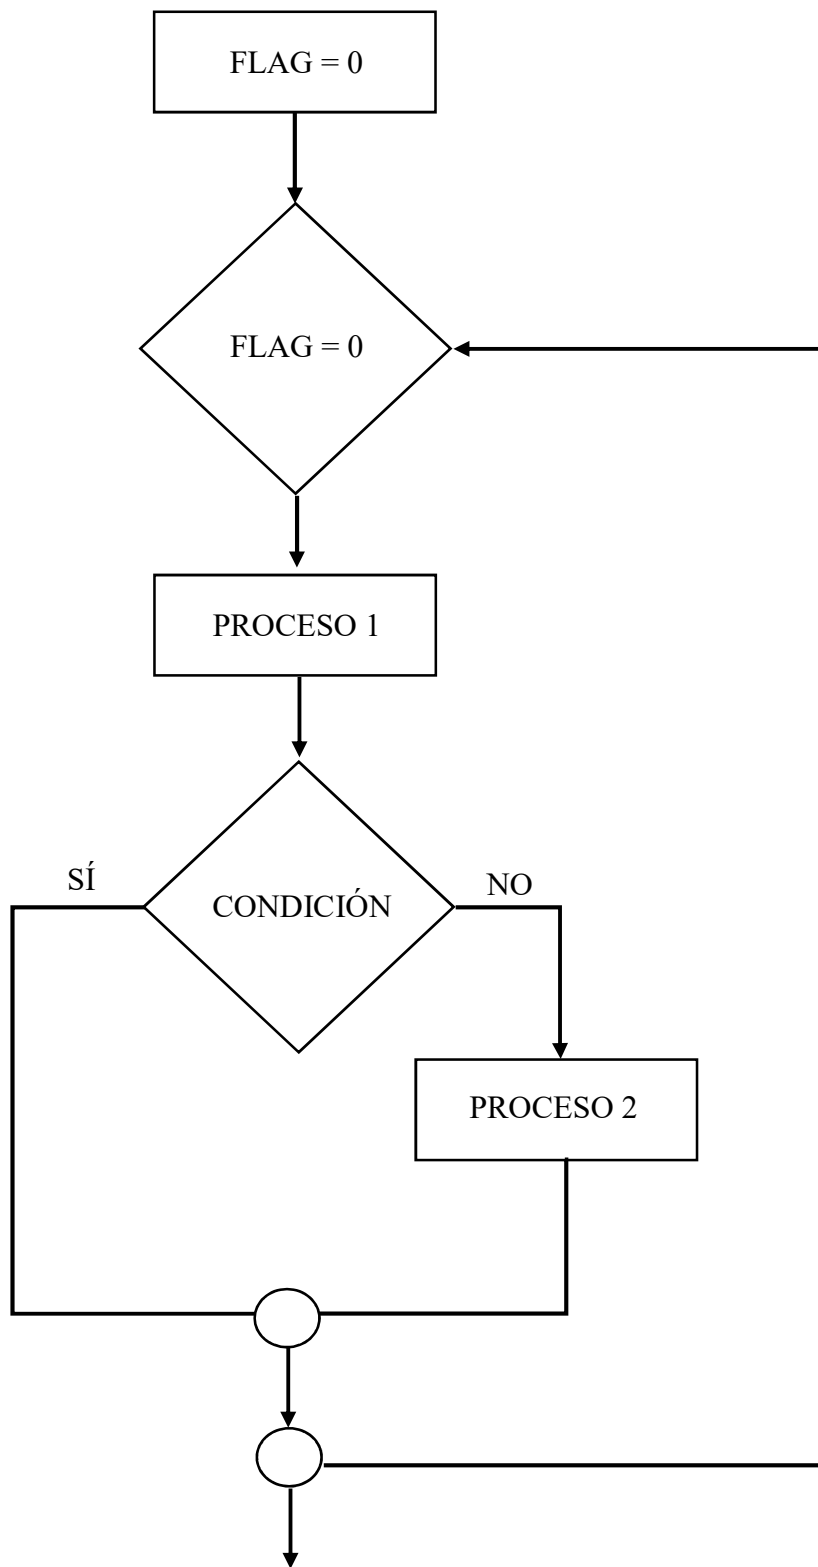 FLAG = 0
FLAG = 0
PROCESO 1
CONDICIÓN
SÍ
NO
PROCESO 2